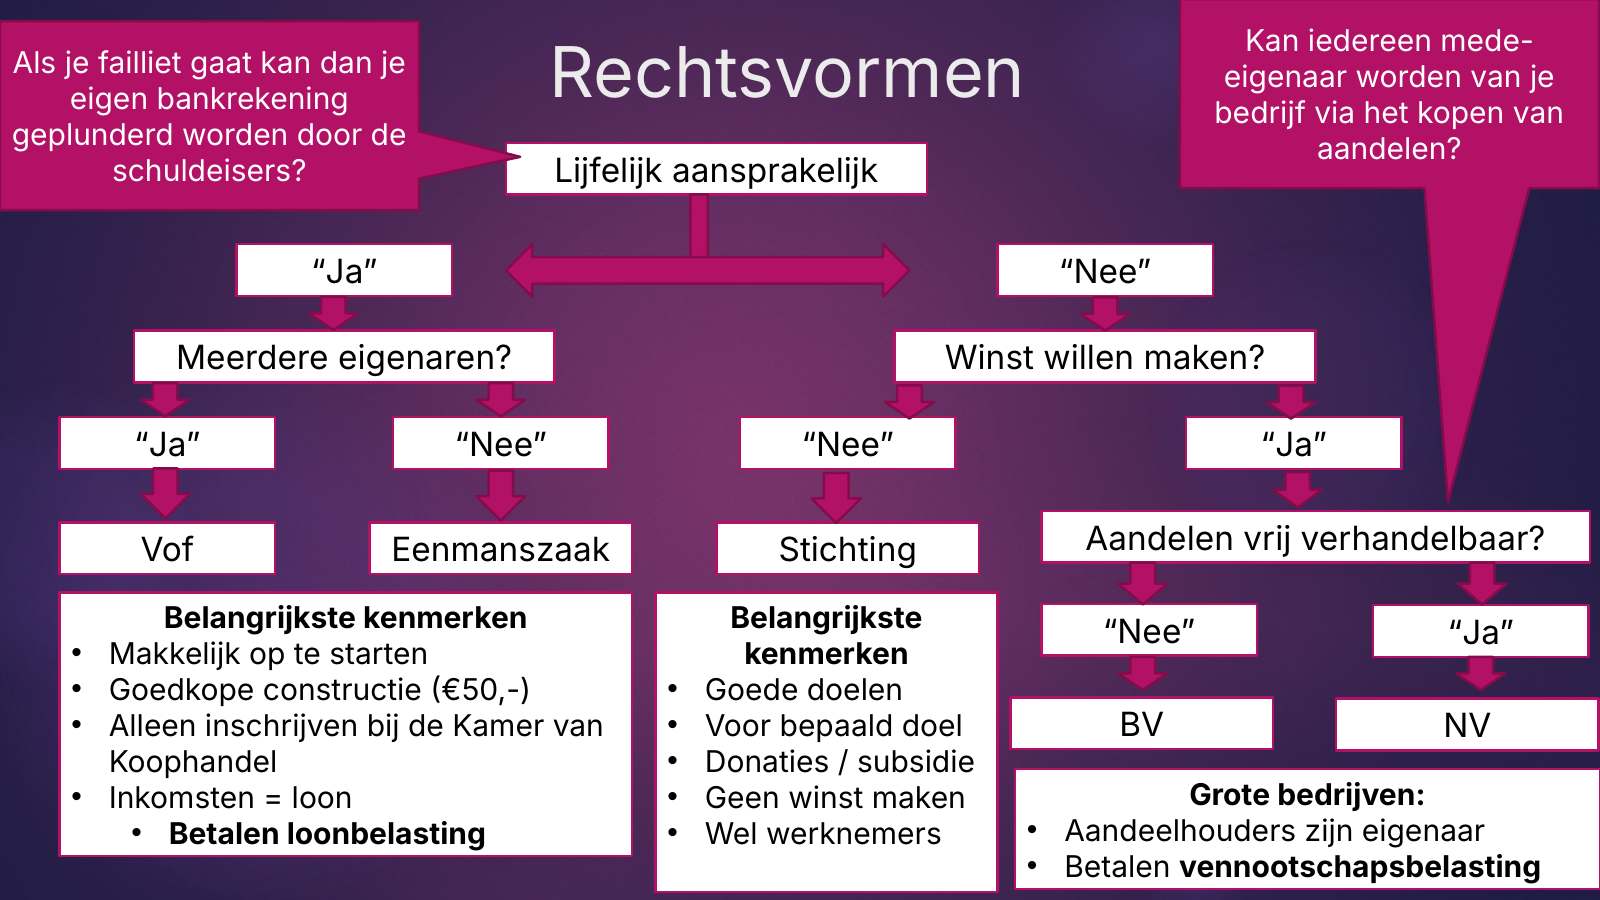 Als je failliet gaat kan dan je
eigen bankrekening
geplunderd worden door de
schuldeisers?
Rechtsvormen
Kan iedereen mede-
eigenaar worden van je
bedrijf via het kopen van
aandelen?
Lijfelijk aansprakelijk
“Ja”
“Nee”
Meerdere eigenaren?
Winst willen maken?
“Ja”
“Nee”
“Nee”
“Ja”
Vof
Eenmanszaak
Stichting
Aandelen vrij verhandelbaar?
“Nee”
“Ja”
BV
NV
Belangrijkste kenmerken
• Makkelijk op te starten
• Goedkope constructie (€50,-)
• Alleen inschrijven bij de Kamer van
Koophandel
• Inkomsten = loon
• Betalen loonbelasting
Belangrijkste
kenmerken
• Goede doelen
• Voor bepaald doel
• Donaties / subsidie
• Geen winst maken
• Wel werknemers
Grote bedrijven:
• Aandeelhouders zijn eigenaar
• Betalen vennootschapsbelasting